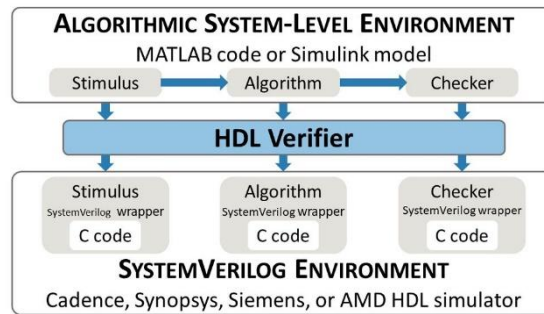 ALGORITHMIC SYSTEM-LEVEL ENVIRONMENT
MATLAB code or Simulink model
Stimulus Algorithm Checker
HDL Verifier
Stimulus Algorithm Checker
SystemVerilog wrapper SystemVerilog wrapper SystemVerilog wrapper
C code C code C code
SYSTEMVERILOG ENVIRONMENT
Cadence, Synopsys, Siemens, or AMD HDL simulator